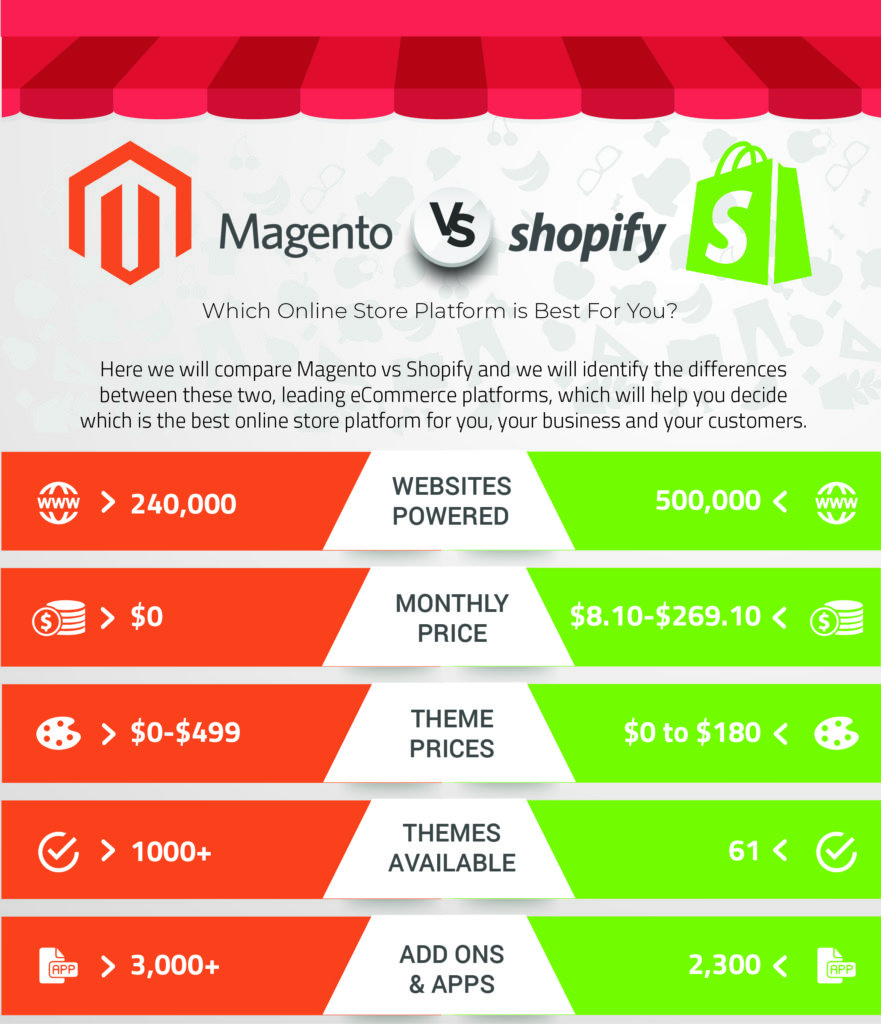 Magento
VS
shopify
S
Which Online Store Platform is Best For You?
Here we will compare Magento vs Shopify and we will identify the differences
between these two, leading eCommerce platforms, which will help you decide
which is the best online store platform for you, your business and your customers.
WWW > 240,000
WEBSITES
POWERED
500,000 < WWW
$ > $0
MONTHLY
PRICE
$8.10-$269.10 < $
> $0-$499
THEME
PRICES
$0 to $180 <
> 1000+
THEMES
AVAILABLE
61 <
APP > 3,000+
ADD ONS
& APPS
2,300 < APP